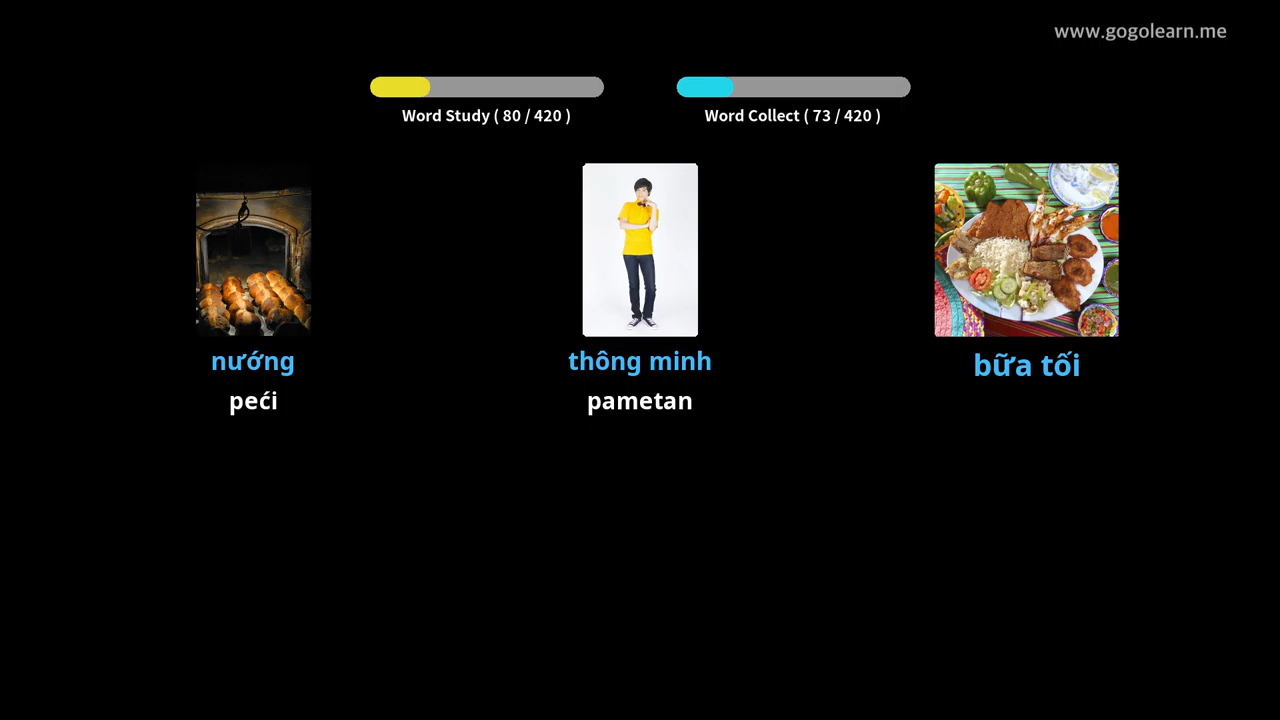 www.gogolearn.me
Word Study ( 80 / 420 )
Word Collect ( 73 / 420 )
nướng
peći
thông minh
pametan
bữa tối